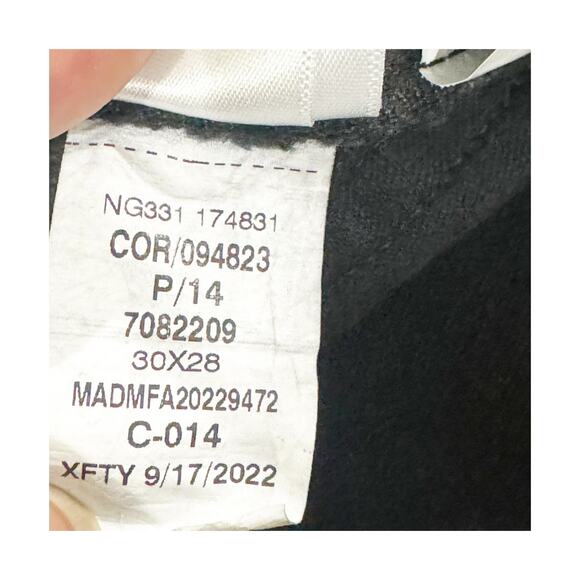 NG331 174831
COR/094823
P/14
7082209
30X28
MADMFA20229472
C-014
XFTY 9/17/2022